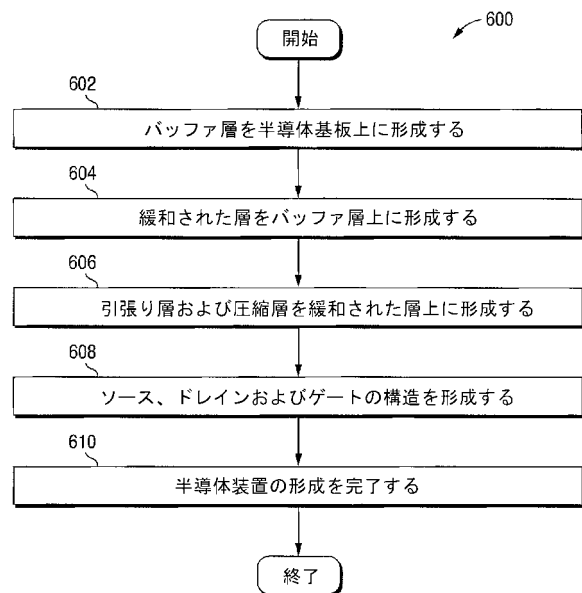 600
開始
602
バッファ層を半導体基板上に形成する
604
緩和された層をバッファ層上に形成する
606
引張り層および圧縮層を緩和された層上に形成する
608
ソース、ドレインおよびゲートの構造を形成する
610
半導体装置の形成を完了する
終了